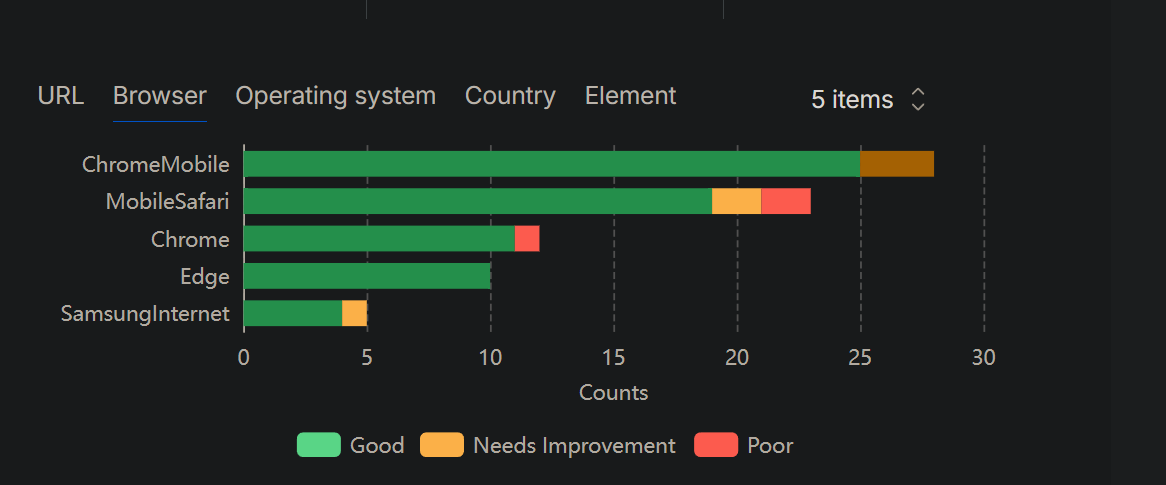 URL Browser Operating system Country Element 5 items
ChromeMobile
MobileSafari
Chrome
Edge
SamsungInternet
0 5 10 15 20 25 30
Counts
Good Needs Improvement Poor